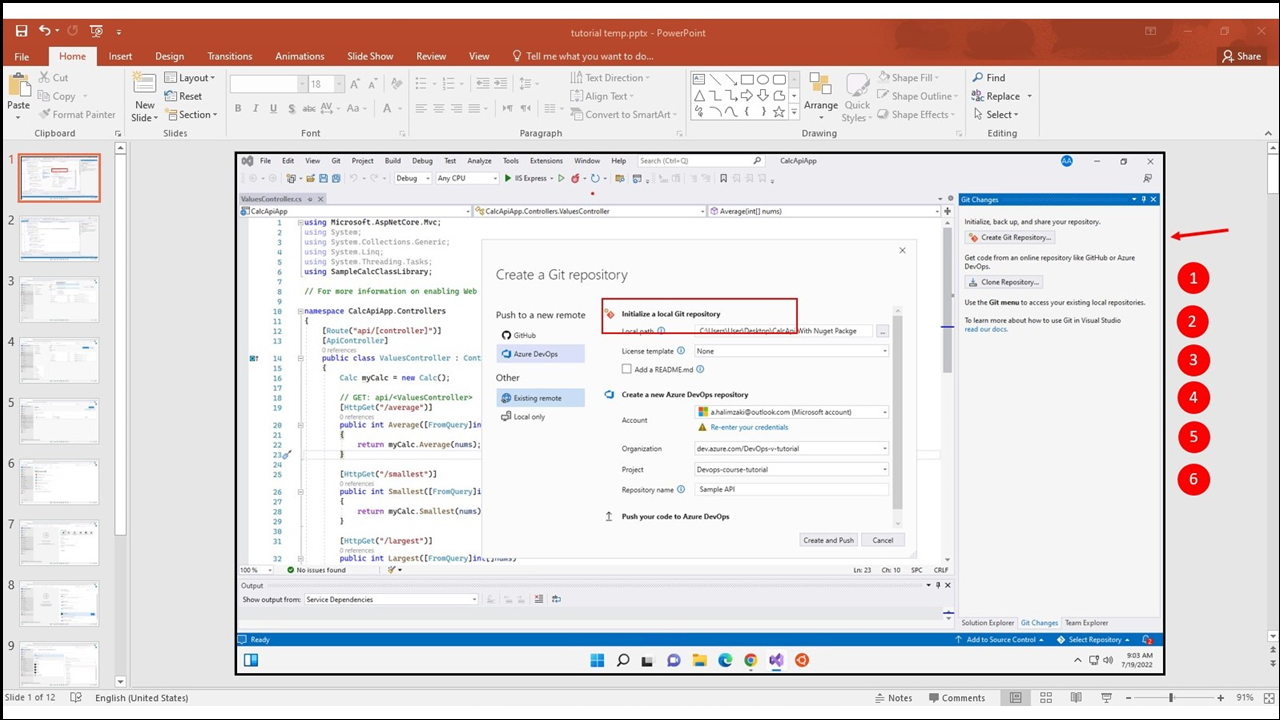 tutorial temp.pptx - PowerPoint
File Home Insert Design Transitions Animations Slide Show Review View Tell me what you want to do... Share
Paste Cut
Copy
Format Painter
Clipboard
New Slide Layout
Reset
Section
Slides
18
B I U S abc AV Aa A
Font
Text Direction
Align Text
Convert to SmartArt
Paragraph
Arrange
Quick Styles
Shape Fill
Shape Outline
Shape Effects
Drawing
Find
Replace
Select
Editing
1
2
3
4
5
6
7
8
9
File Edit View Git Project Build Debug Test Analyze Tools Extensions Window Help Search (Ctrl+Q) CalcApiApp AA
Debug Any CPU IIS Express
ValuesController.cs
CalcApiApp CalcApiApp.Controllers.ValuesController Average(int[] nums)
1 using Microsoft.AspNetCore.Mvc;
2 using System;
3 using System.Collections.Generic;
4 using System.Linq;
5 using System.Threading.Tasks;
6 using SampleCalcClassLibrary;
7
8 // For more information on enabling Web
9
10 namespace CalcApiApp.Controllers
11 {
12 [Route("api/[controller]")]
13 [ApiController]
0 references
14 public class ValuesController : Cont
15 {
16 Calc myCalc = new Calc();
17
18 // GET: api/<ValuesController>
19 [HttpGet("/average")]
0 references
20 public int Average([FromQuery]in
21 {
22 return myCalc.Average(nums);
23 }
24
25 [HttpGet("/smallest")]
0 references
26 public int Smallest([FromQuery]i
27 {
28 return myCalc.Smallest(nums)
29 }
30
31 [HttpGet("/largest")]
0 references
32 public int Largest([FromQuery]int[]nums)
100 % No issues found Ln: 23 Ch: 10 SPC CRLF
Output
Show output from: Service Dependencies
Create a Git repository
Push to a new remote
GitHub
Azure DevOps
Other
Existing remote
Local only
Initialize a local Git repository
Local path C:\Users\User\Desktop\CalcApi With Nuget Packge ...
License template None
Add a README.md
Create a new Azure DevOps repository
Account a.halimzaki@outlook.com (Microsoft account)
Re-enter your credentials
Organization dev.azure.com/DevOps-v-tutorial
Project Devops-course-tutorial
Repository name Sample API
Push your code to Azure DevOps
Create and Push Cancel
Git Changes
Initialize, back up, and share your repository.
Create Git Repository...
Get code from an online repository like GitHub or Azure
DevOps.
Clone Repository...
Use the Git menu to access your existing local repositories.
To learn more about how to use Git in Visual Studio
read our docs.
Solution Explorer Git Changes Team Explorer
Ready Add to Source Control Select Repository 2
9:03 AM
7/19/2022
1
2
3
4
5
6
Slide 1 of 12 English (United States) Notes Comments 91%